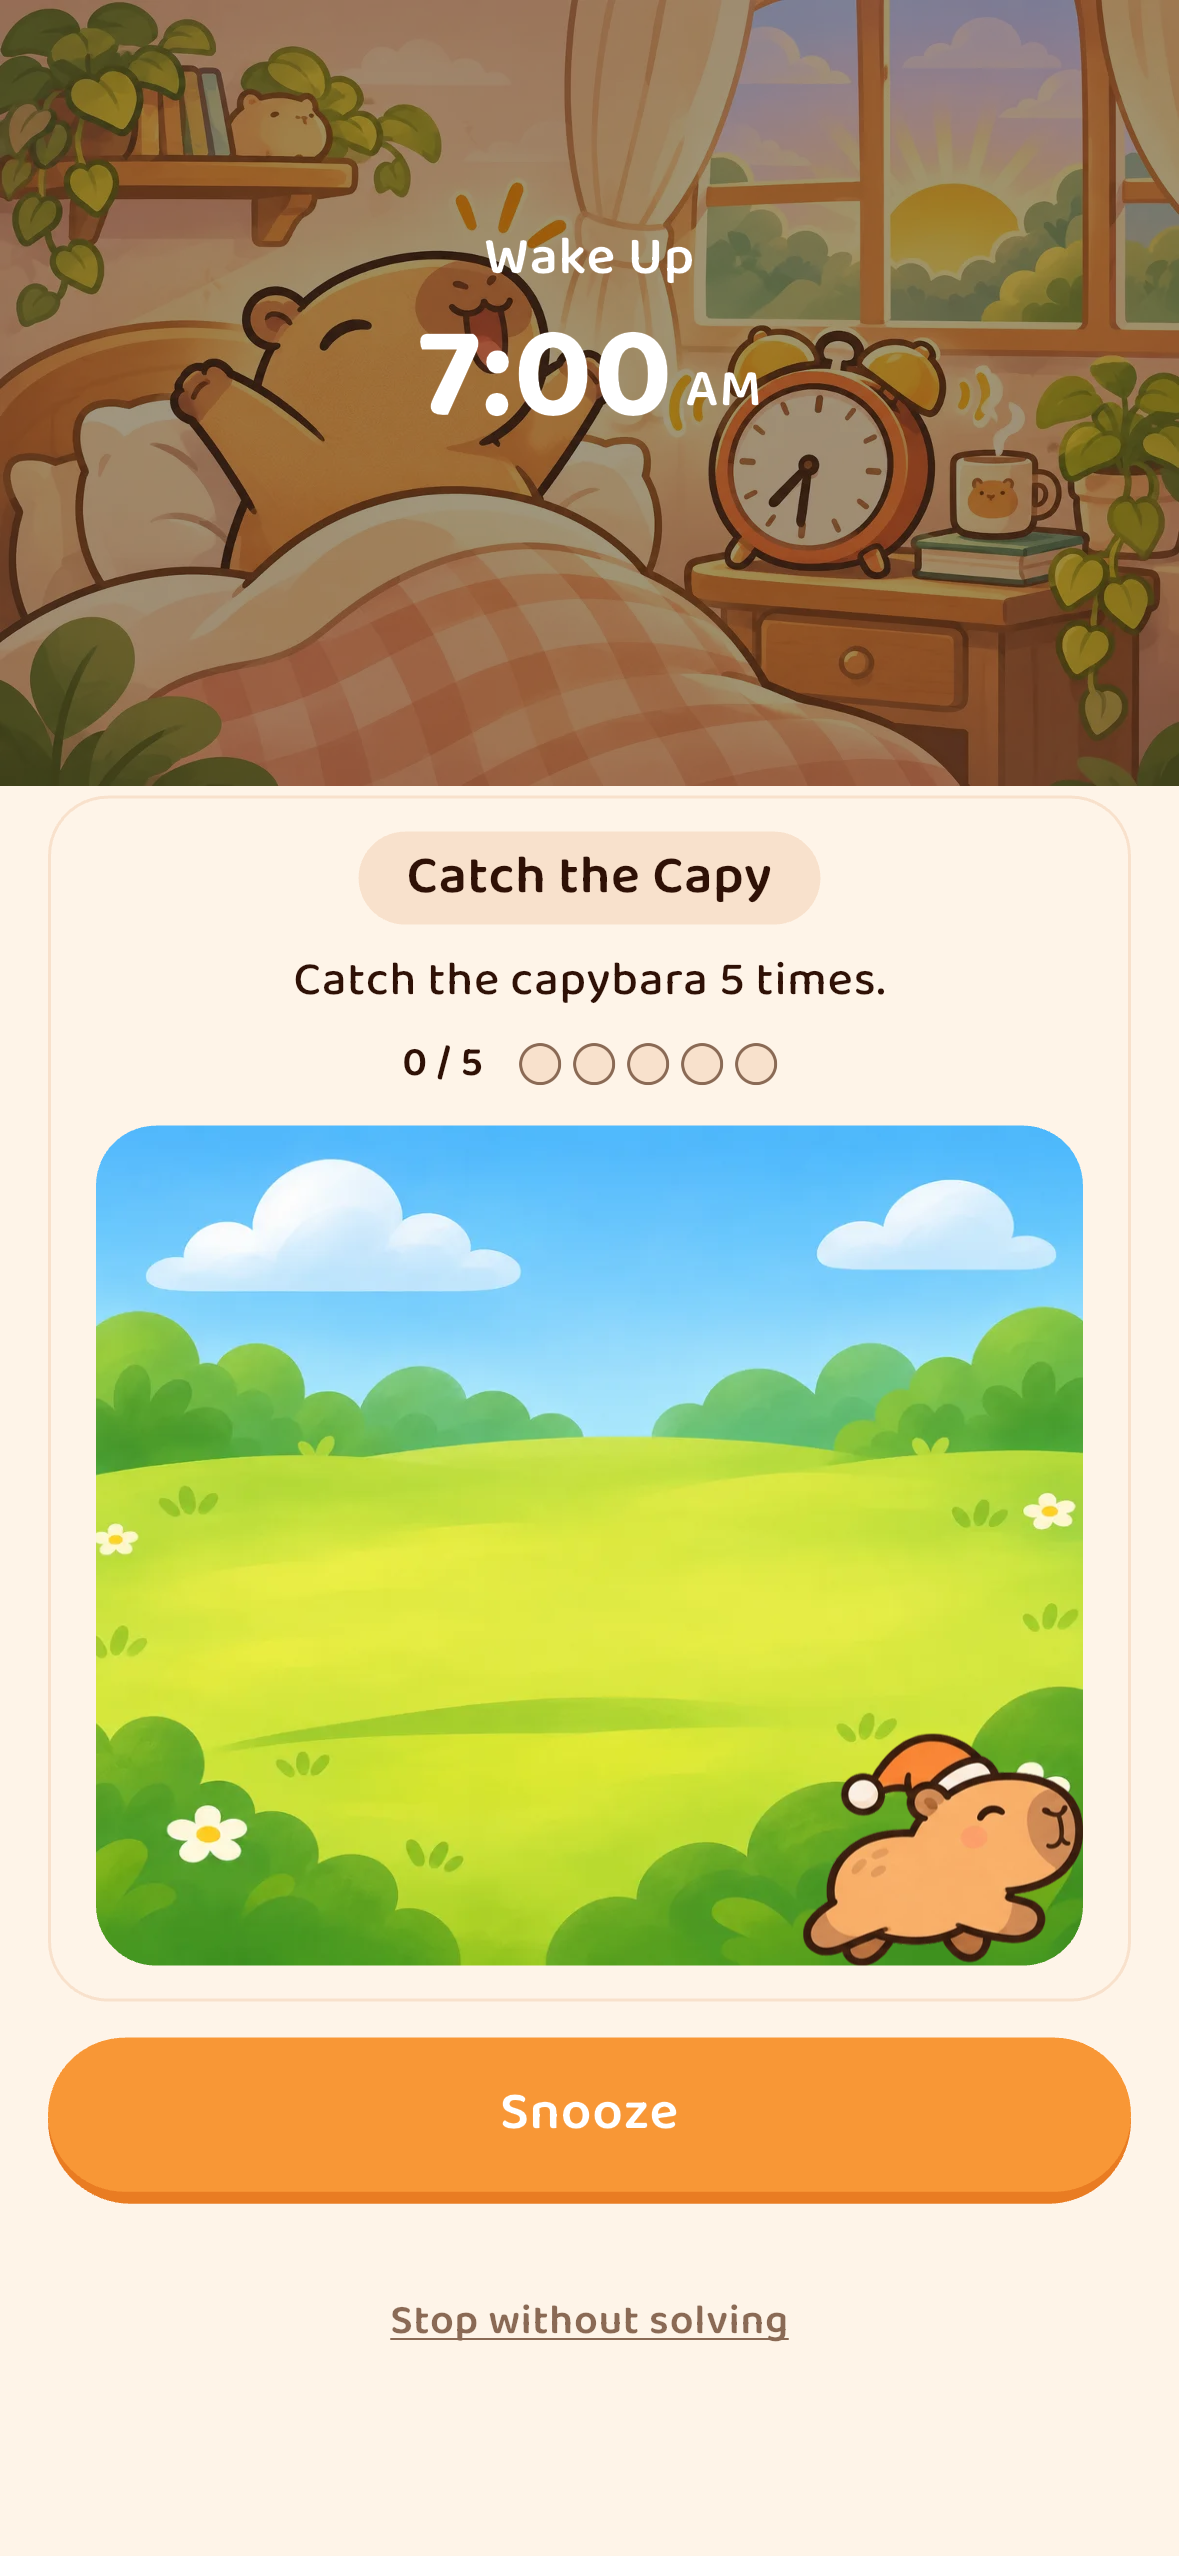 Wake Up
7:00 AM
Catch the Capy
Catch the capybara 5 times.
0 / 5
Snooze
Stop without solving